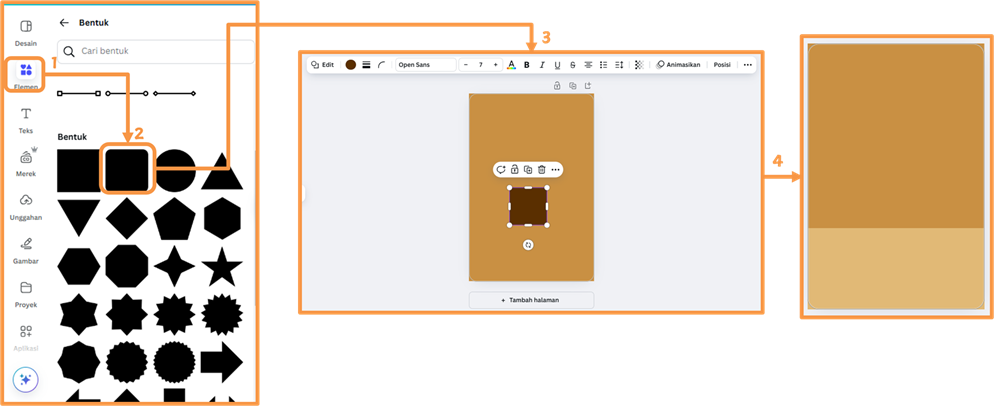 Desain
Elemen
Teks
Merek
Unggahan
Gambar
Proyek
Aplikasi
Bentuk
Cari bentuk
Bentuk
1
2
3
Edit
Open Sans
– 7 +
A B I U S
Animasikan
Posisi
+ Tambah halaman
4